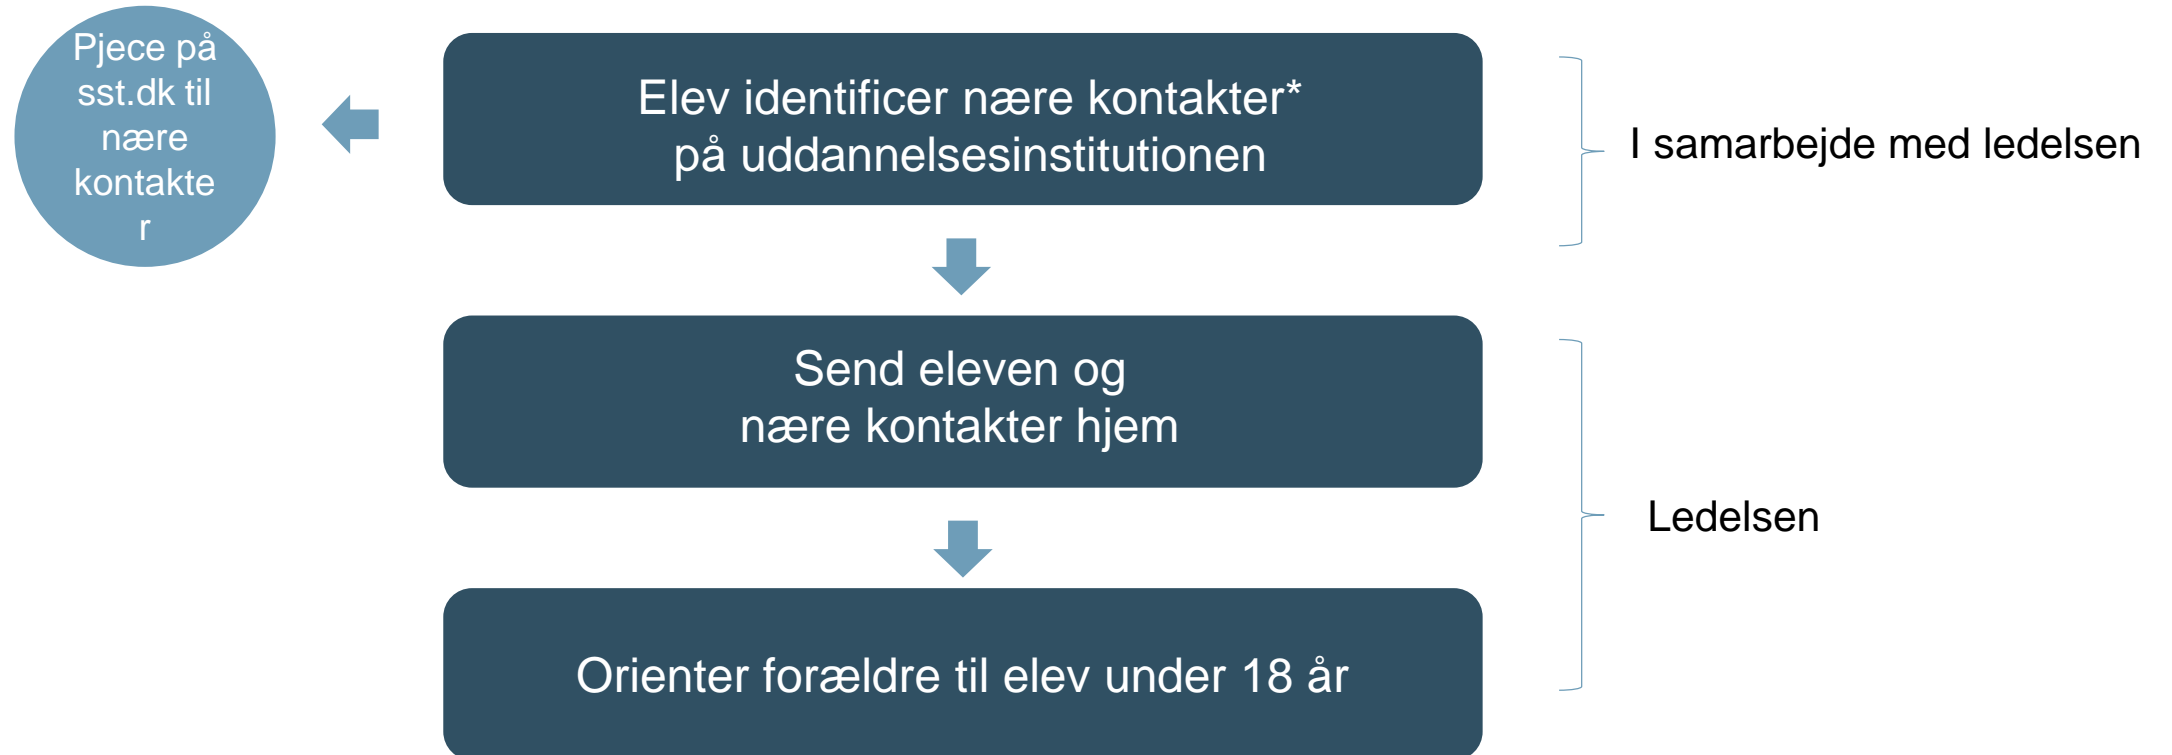 Pjece på
sst.dk til
nære
kontakte
r
Elev identificer nære kontakter*
på uddannelsesinstitutionen
I samarbejde med ledelsen
Send eleven og
nære kontakter hjem
Ledelsen
Orienter forældre til elev under 18 år